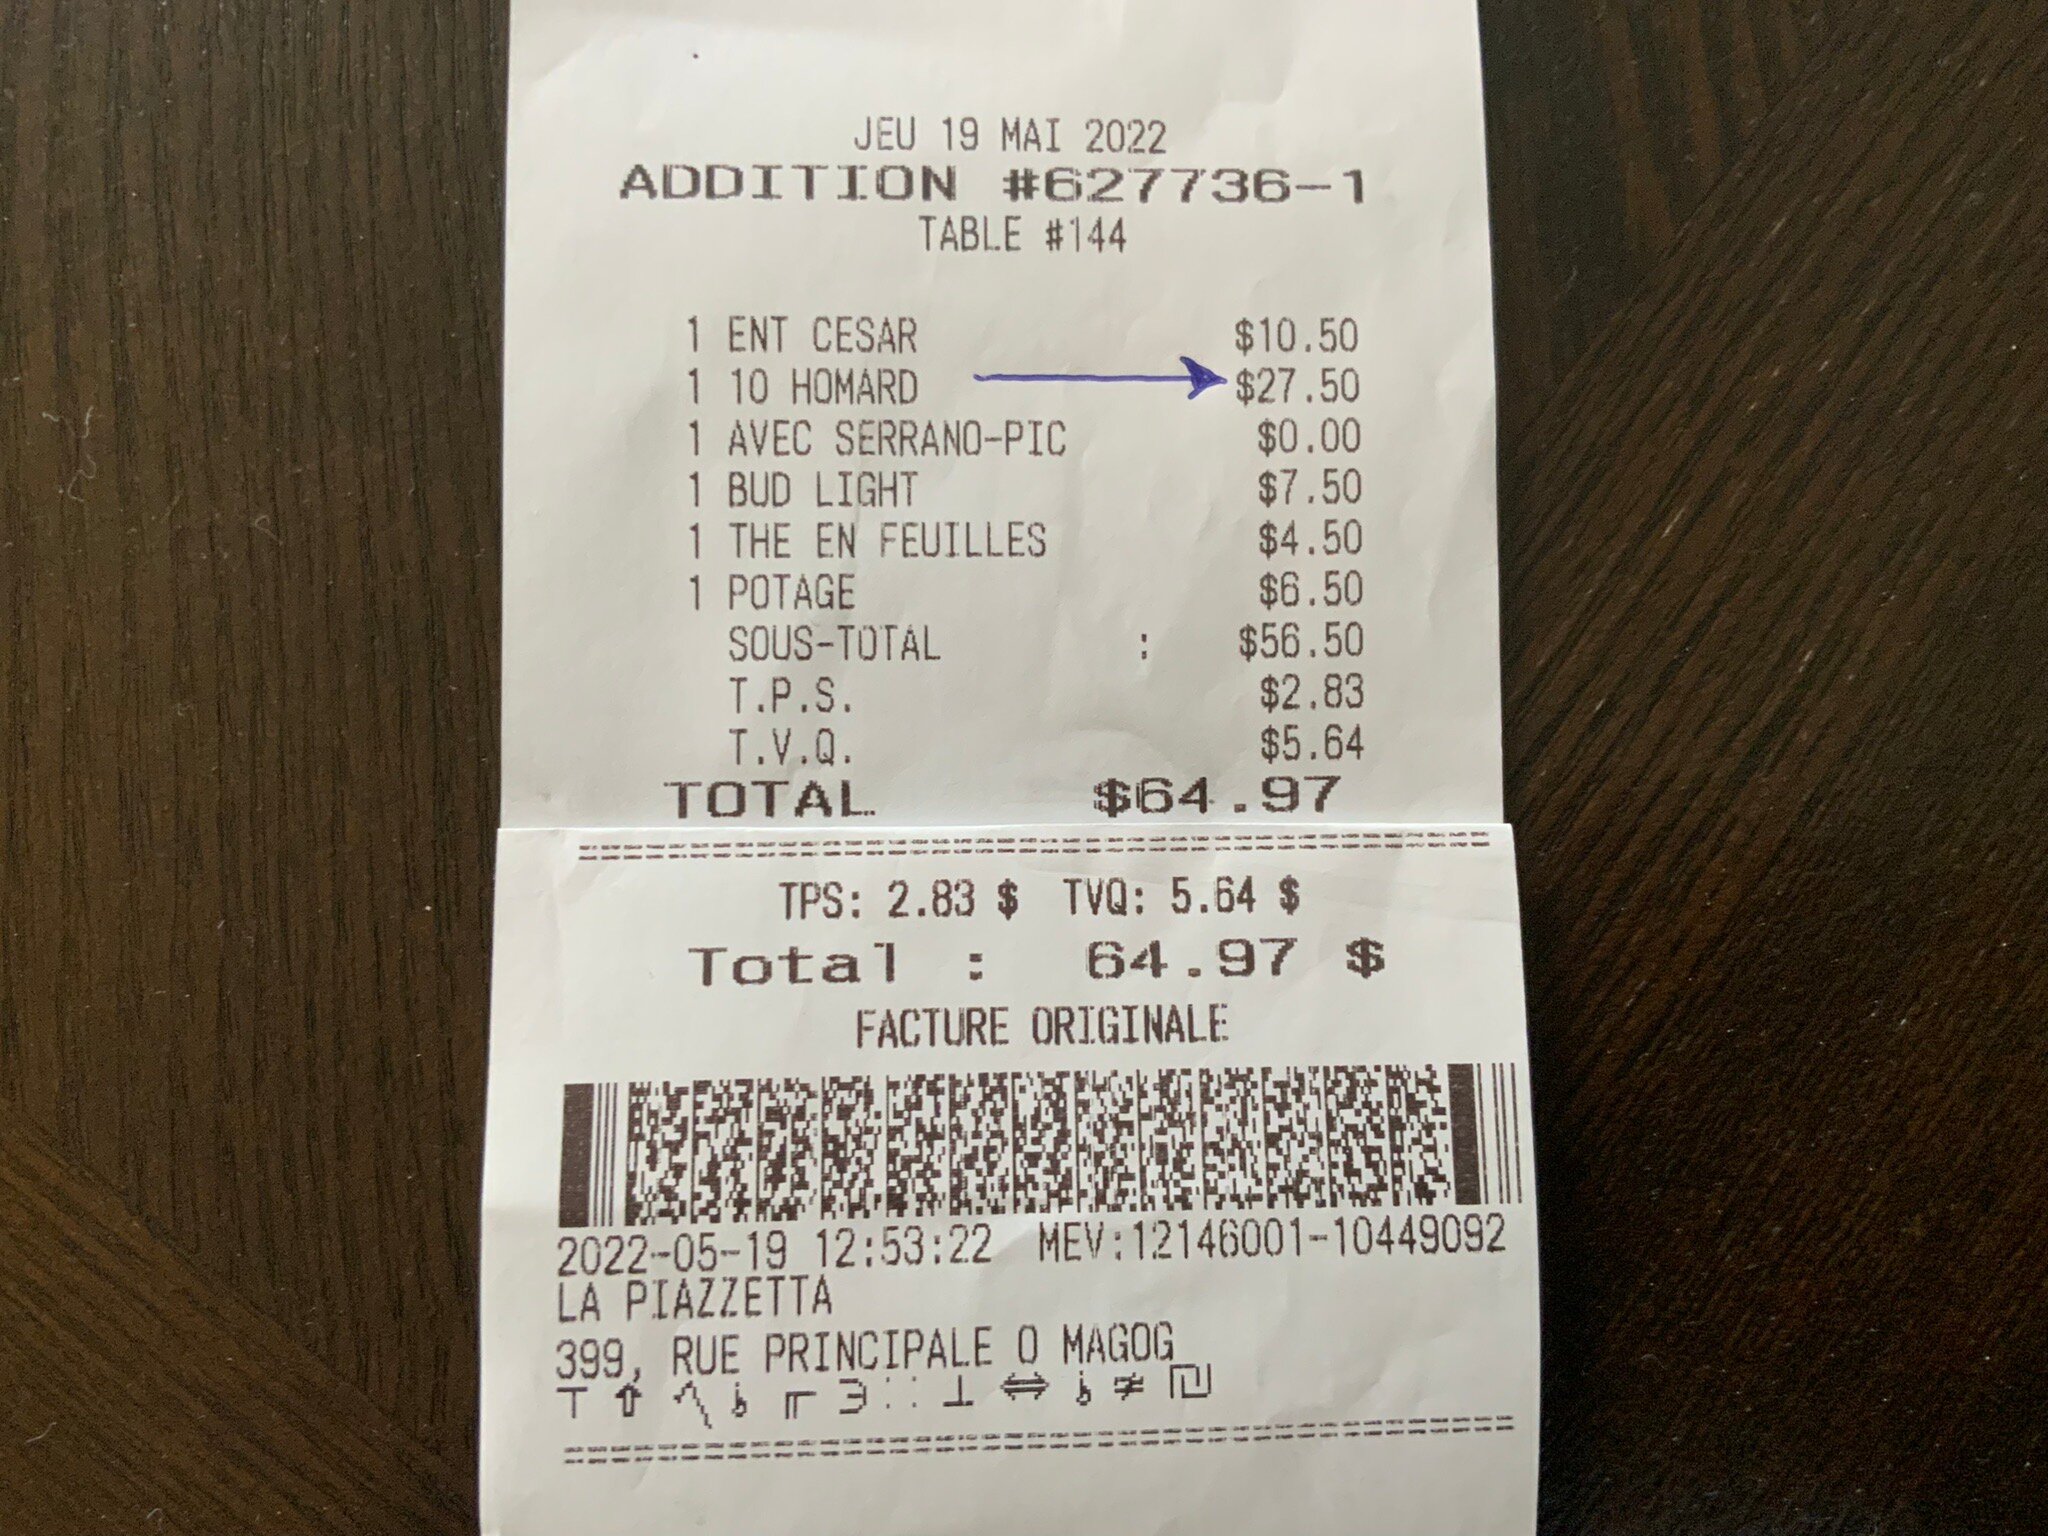 JEU 19 MAI 2022
ADDITION #627736-1
TABLE #144
1 ENT CESAR $10.50
1 10 HOMARD $27.50
1 AVEC SERRANO-PIC $0.00
1 BUD LIGHT $7.50
1 THE EN FEUILLES $4.50
1 POTAGE $6.50
SOUS-TOTAL : $56.50
T.P.S. $2.83
T.V.Q. $5.64
TOTAL $64.97
TPS: 2.83 $ TVQ: 5.64 $
Total : 64.97 $
FACTURE ORIGINALE
2022-05-19 12:53:22 MEV:12146001-10449092
LA PIAZZETTA
399, RUE PRINCIPALE O MAGOG